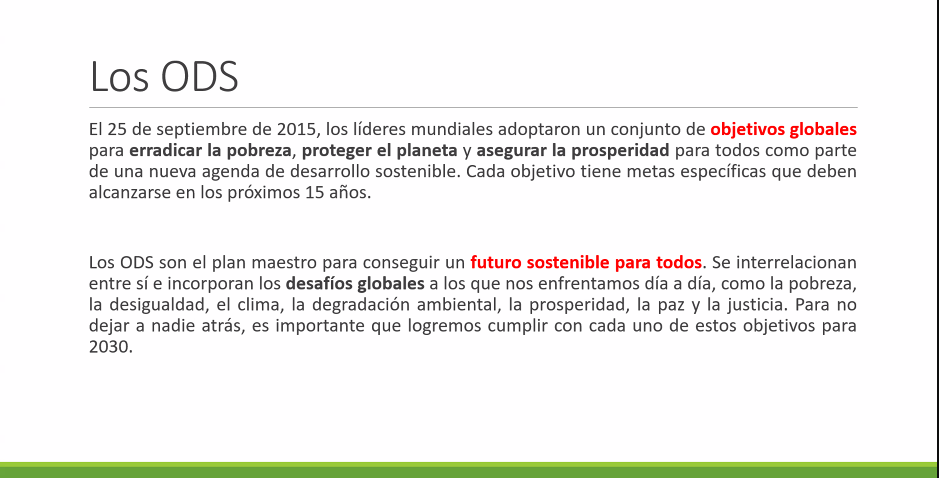 Los ODS
El 25 de septiembre de 2015, los líderes mundiales adoptaron un conjunto de objetivos globales
para erradicar la pobreza, proteger el planeta y asegurar la prosperidad para todos como parte
de una nueva agenda de desarrollo sostenible. Cada objetivo tiene metas específicas que deben
alcanzarse en los próximos 15 años.
Los ODS son el plan maestro para conseguir un futuro sostenible para todos. Se interrelacionan
entre sí e incorporan los desafíos globales a los que nos enfrentamos día a día, como la pobreza,
la desigualdad, el clima, la degradación ambiental, la prosperidad, la paz y la justicia. Para no
dejar a nadie atrás, es importante que logremos cumplir con cada uno de estos objetivos para
2030.